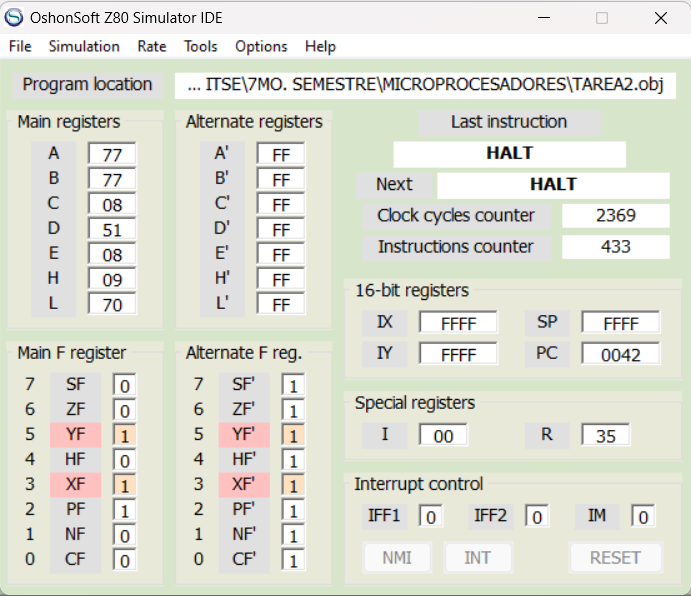 OshonSoft Z80 Simulator IDE
File Simulation Rate Tools Options Help
Program location ... ITSE\7MO. SEMESTRE\MICROPROCESADORES\TAREA2.obj
Main registers
A 77
B 77
C 08
D 51
E 08
H 09
L 70
Alternate registers
A' FF
B' FF
C' FF
D' FF
E' FF
H' FF
L' FF
Last instruction
HALT
Next HALT
Clock cycles counter 2369
Instructions counter 433
16-bit registers
IX FFFF SP FFFF
IY FFFF PC 0042
Main F register
7 SF 0
6 ZF 0
5 YF 1
4 HF 0
3 XF 1
2 PF 1
1 NF 0
0 CF 0
Alternate F reg.
7 SF' 1
6 ZF' 1
5 YF' 1
4 HF' 1
3 XF' 1
2 PF' 1
1 NF' 1
0 CF' 1
Special registers
I 00 R 35
Interrupt control
IFF1 0 IFF2 0 IM 0
NMI INT RESET